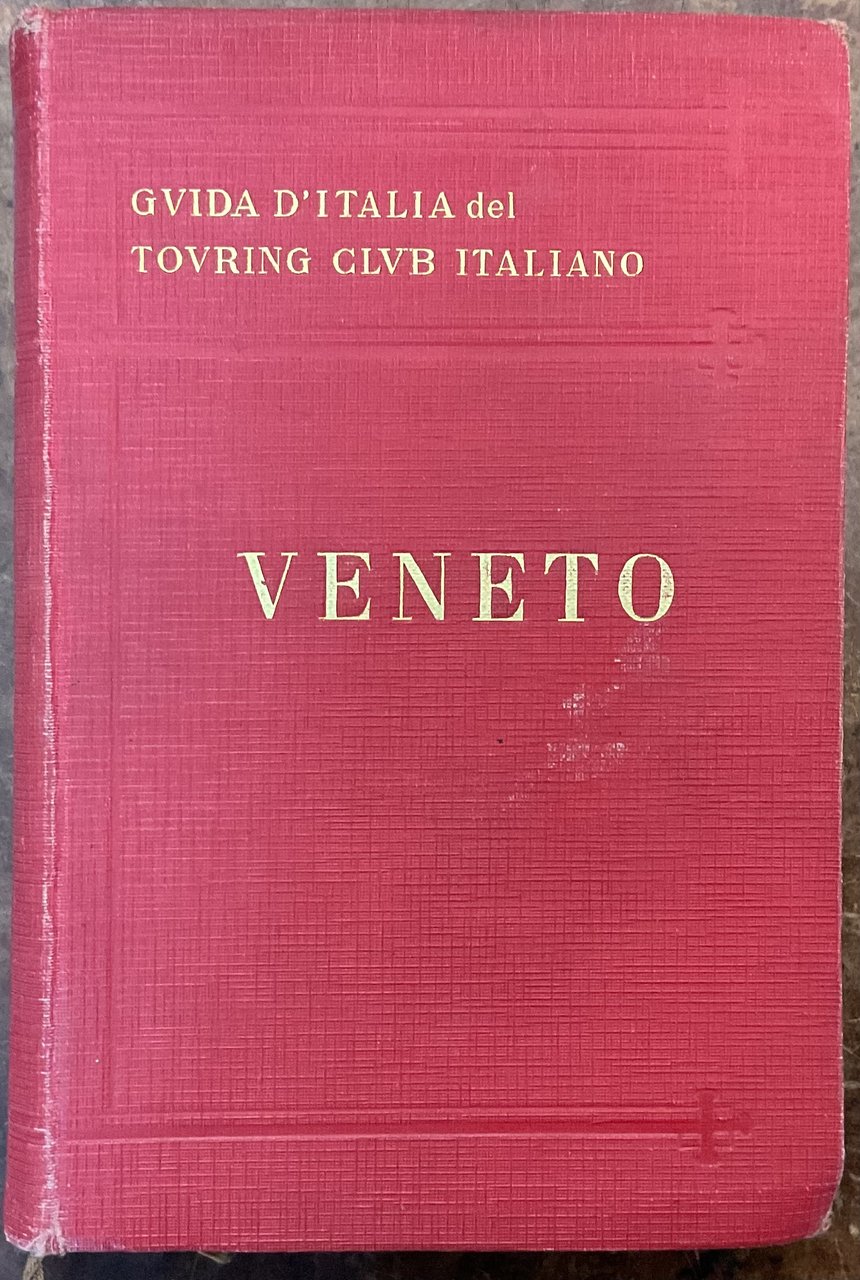 GVIDA D'ITALIA del
TOVRING CLVB ITALIANO
VENETO